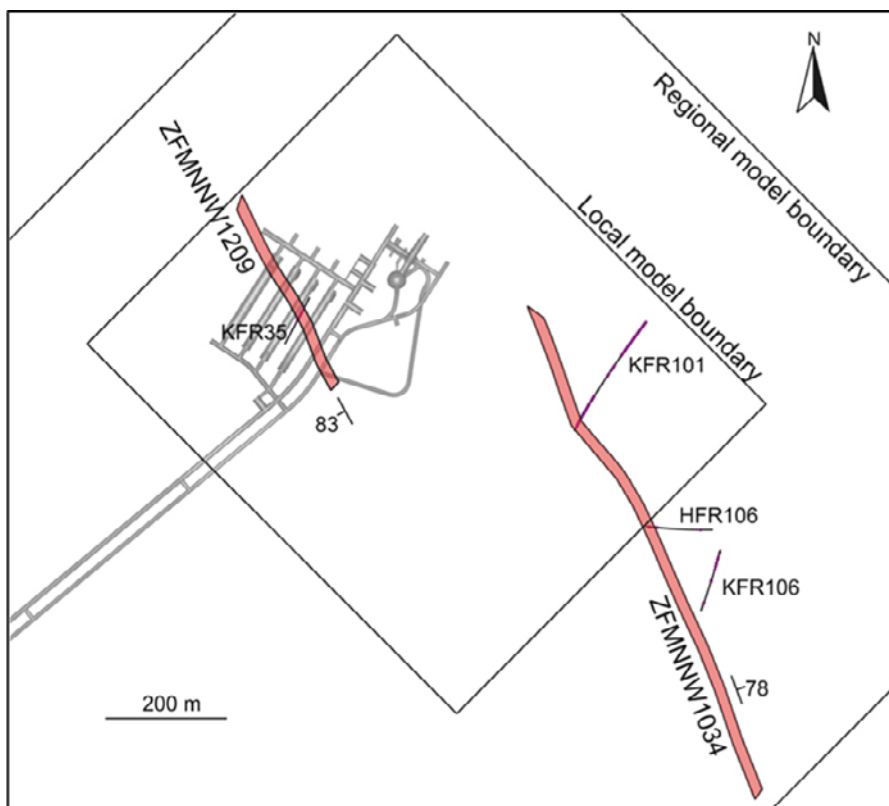 N
Regional model boundary
ZFMNNW1209
Local model boundary
KFR35
KFR101
83
HFR106
KFR106
ZFMNNW1034
78
200 m